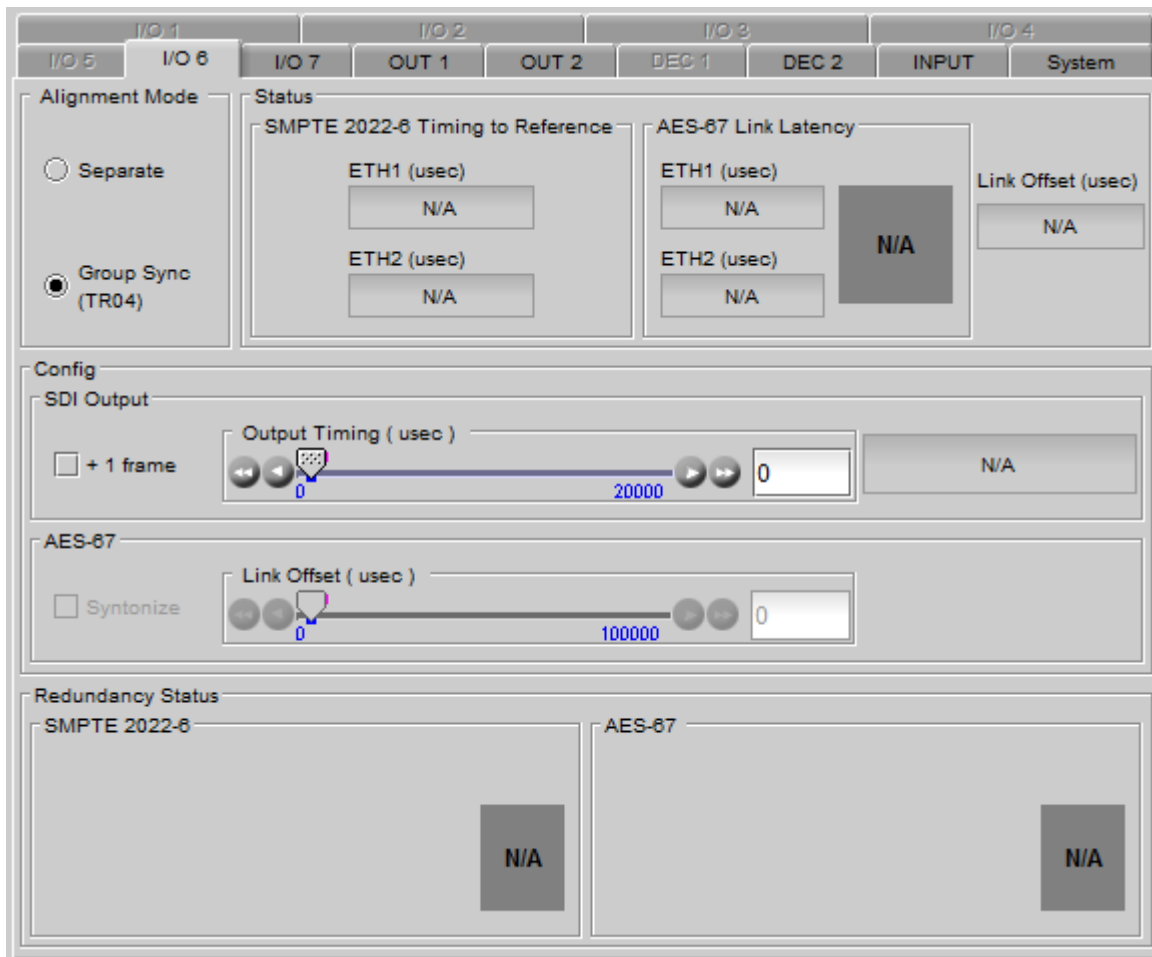 I/O 1 I/O 2 I/O 3 I/O 4
I/O 5 I/O 6 I/O 7 OUT 1 OUT 2 DEC 1 DEC 2 INPUT System
Alignment Mode
Separate
Group Sync
(TR04)
Status
SMPTE 2022-6 Timing to Reference
ETH1 (usec)
N/A
ETH2 (usec)
N/A
AES-67 Link Latency
ETH1 (usec)
N/A
ETH2 (usec)
N/A
N/A
Link Offset (usec)
N/A
Config
SDI Output
+ 1 frame
Output Timing ( usec )
0 20000
0
N/A
AES-67
Syntonize
Link Offset ( usec )
0 100000
0
Redundancy Status
SMPTE 2022-6
N/A
AES-67
N/A